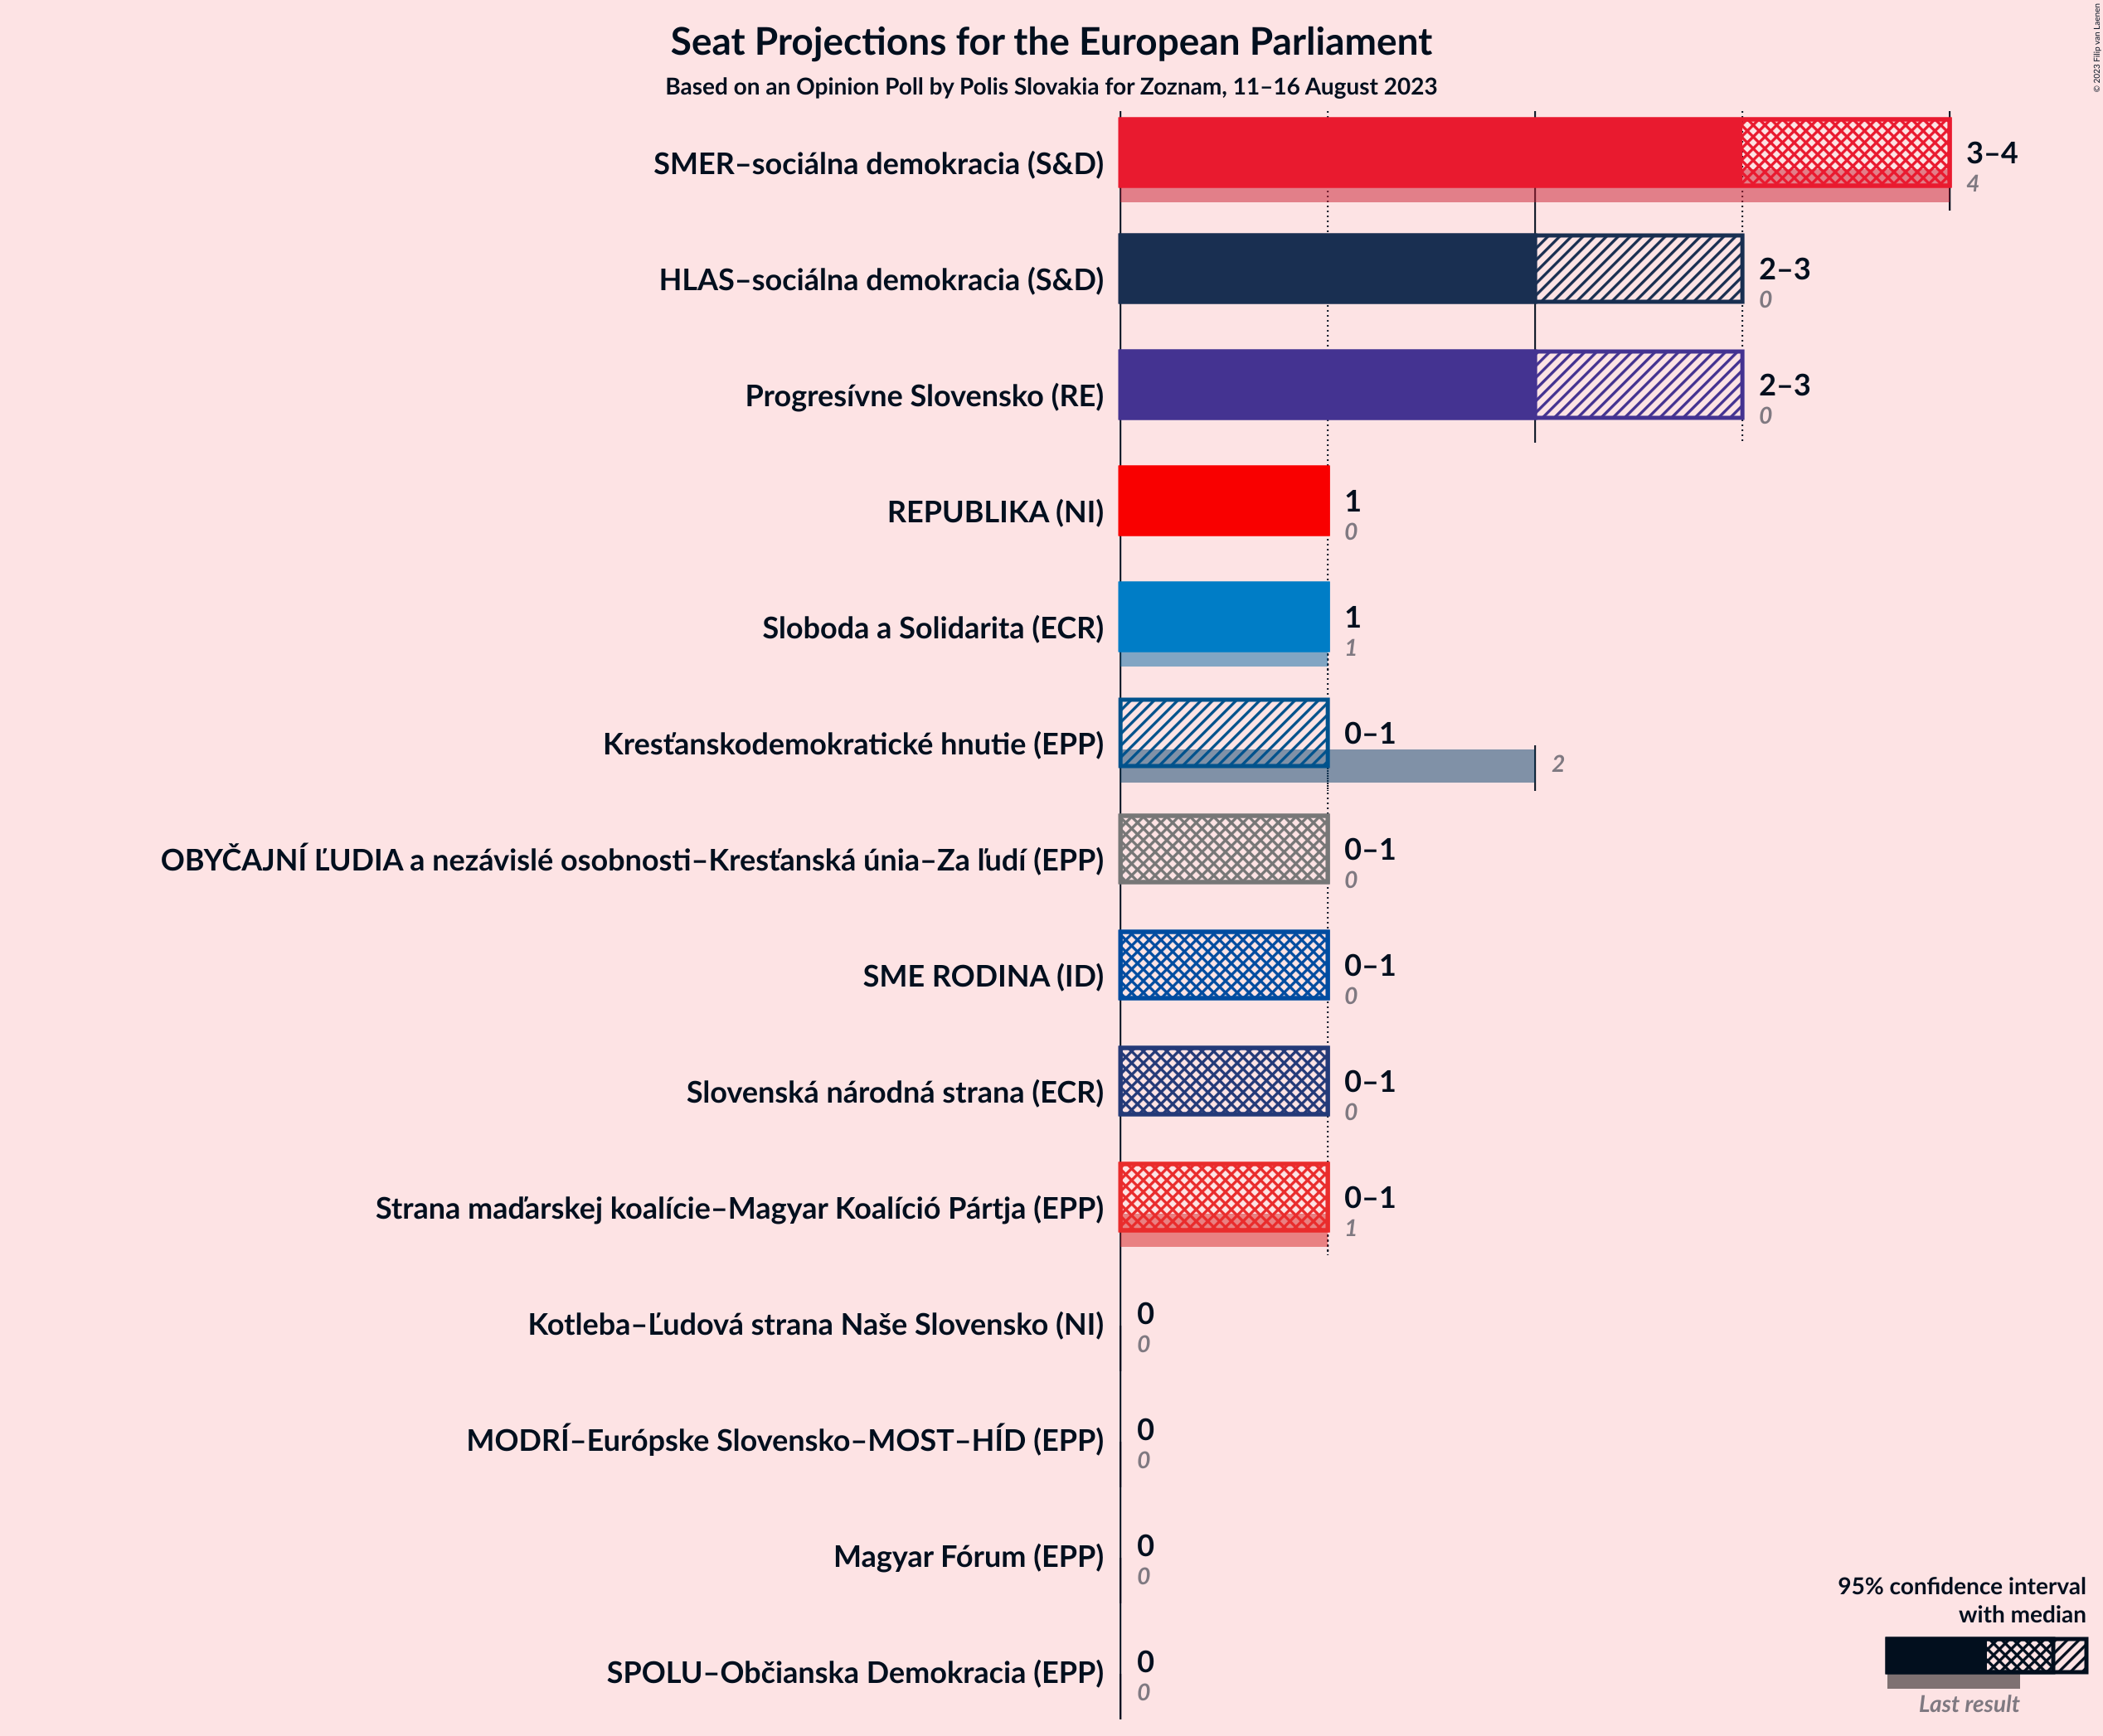 Seat Projections for the European Parliament
Based on an Opinion Poll by Polis Slovakia for Zoznam, 11–16 August 2023
© 2023 Filip van Laenen
SMER–sociálna demokracia (S&D)
3–4
4
HLAS–sociálna demokracia (S&D)
2–3
0
Progresívne Slovensko (RE)
2–3
0
REPUBLIKA (NI)
1
0
Sloboda a Solidarita (ECR)
1
1
Kresťanskodemokratické hnutie (EPP)
0–1
2
OBYČAJNÍ ĽUDIA a nezávislé osobnosti–Kresťanská únia–Za ľudí (EPP)
0–1
0
SME RODINA (ID)
0–1
0
Slovenská národná strana (ECR)
0–1
0
Strana maďarskej koalície–Magyar Koalíció Pártja (EPP)
0–1
1
Kotleba–Ľudová strana Naše Slovensko (NI)
0
0
MODRÍ–Európske Slovensko–MOST–HÍD (EPP)
0
0
Magyar Fórum (EPP)
0
0
SPOLU–Občianska Demokracia (EPP)
0
0
95% confidence interval
with median
Last result